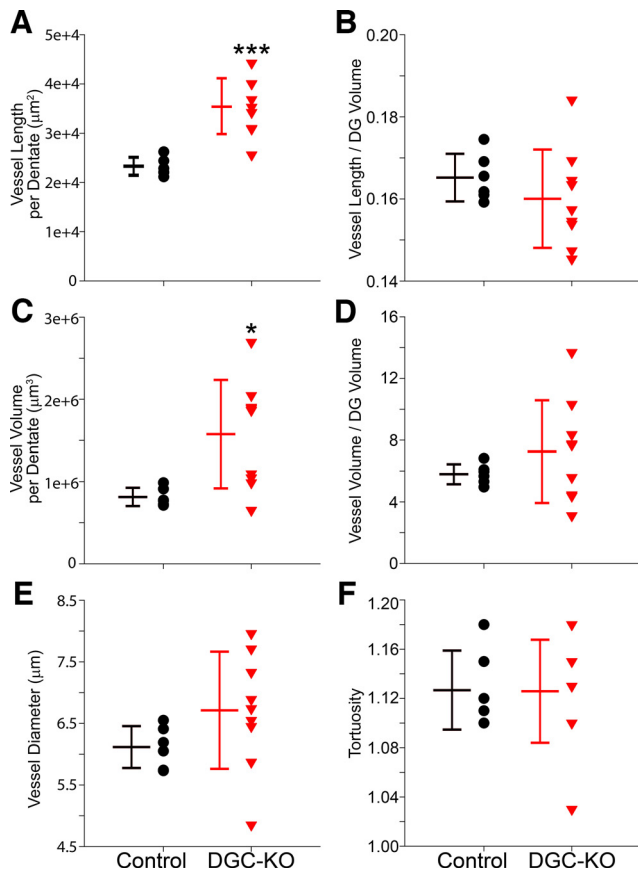 A
5e+4
4e+4
3e+4
2e+4
1e+4
0
Vessel Length
per Dentate (μm²)
***
B
0.20
0.18
0.16
0.14
Vessel Length / DG Volume
C
3e+6
2e+6
1e+6
0
Vessel Volume
per Dentate (μm³)
*
D
16
12
8
4
0
Vessel Volume / DG Volume
E
8.5
7.5
6.5
5.5
4.5
Vessel Diameter (μm)
Control DGC-KO
F
1.20
1.16
1.12
1.08
1.04
1.00
Tortuosity
Control DGC-KO